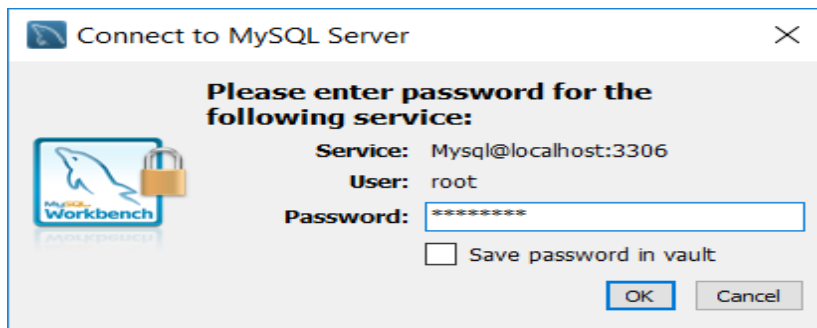 Connect to MySQL Server
Please enter password for the
following service:
Service: Mysql@localhost:3306
User: root
MySQL
Workbench
Password: ********
Save password in vault
OK Cancel